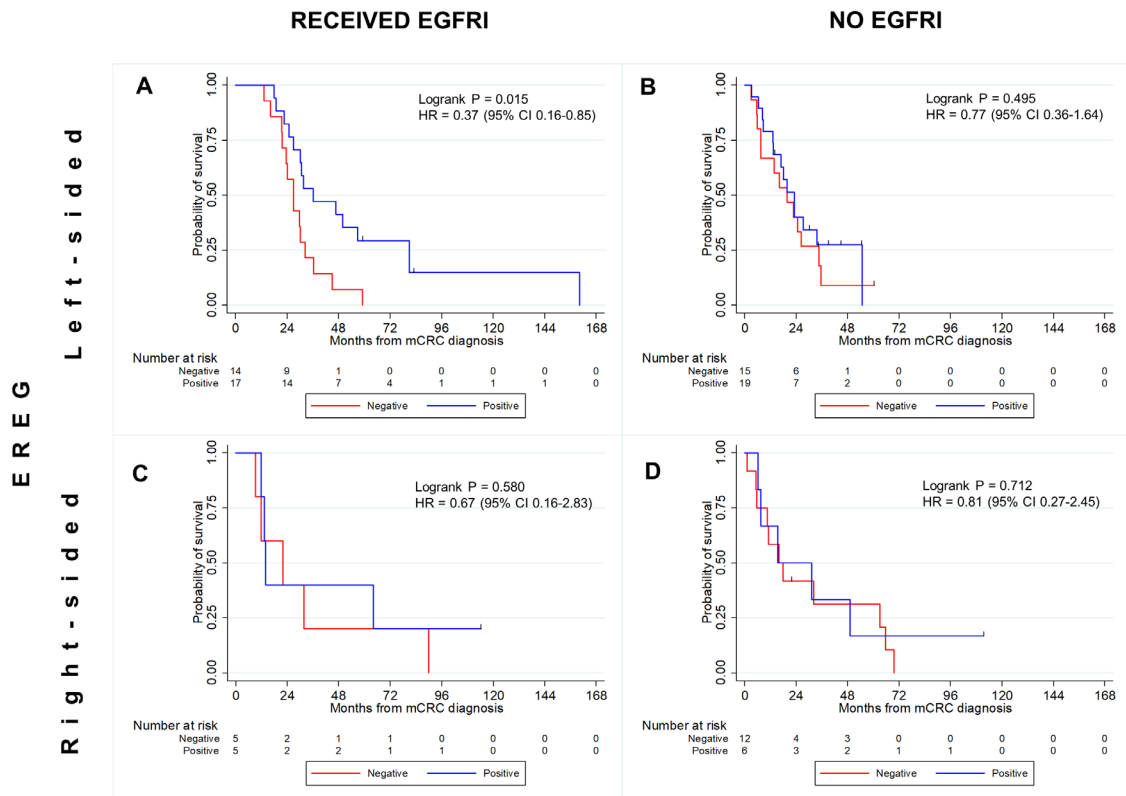 RECEIVED EGFRI
NO EGFRI
EREG
Left-sided
Right-sided
A
Logrank P = 0.015
HR = 0.37 (95% CI 0.16-0.85)
Probability of survival
1.00
0.75
0.50
0.25
0.00
0 24 48 72 96 120 144 168
Months from mCRC diagnosis
Number at risk
Negative 14 9 1 0 0 0 0 0
Positive 17 14 7 4 1 1 1 0
Negative Positive
B
Logrank P = 0.495
HR = 0.77 (95% CI 0.36-1.64)
Probability of survival
1.00
0.75
0.50
0.25
0.00
0 24 48 72 96 120 144 168
Months from mCRC diagnosis
Number at risk
Negative 15 6 1 0 0 0 0 0
Positive 19 7 2 0 0 0 0 0
Negative Positive
C
Logrank P = 0.580
HR = 0.67 (95% CI 0.16-2.83)
Probability of survival
1.00
0.75
0.50
0.25
0.00
0 24 48 72 96 120 144 168
Months from mCRC diagnosis
Number at risk
Negative 5 2 1 1 0 0 0 0
Positive 5 2 2 1 1 0 0 0
Negative Positive
D
Logrank P = 0.712
HR = 0.81 (95% CI 0.27-2.45)
Probability of survival
1.00
0.75
0.50
0.25
0.00
0 24 48 72 96 120 144 168
Months from mCRC diagnosis
Number at risk
Negative 12 4 3 0 0 0 0 0
Positive 6 3 2 1 1 0 0 0
Negative Positive